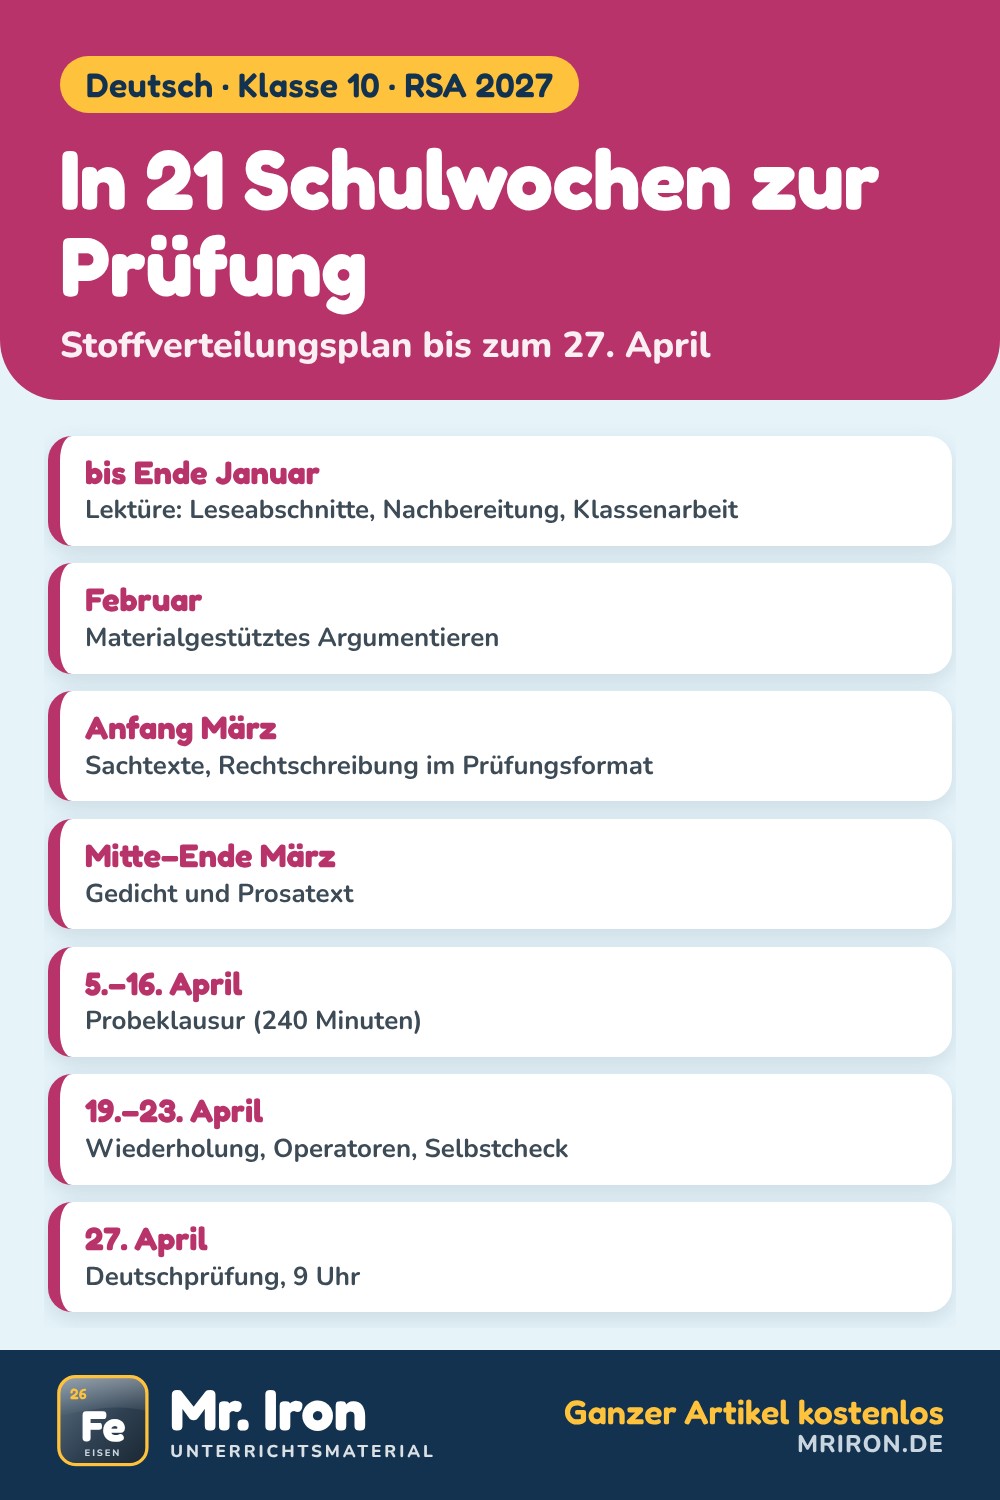 Deutsch · Klasse 10 · RSA 2027
In 21 Schulwochen zur
Prüfung
Stoffverteilungsplan bis zum 27. April
bis Ende Januar
Lektüre: Leseabschnitte, Nachbereitung, Klassenarbeit
Februar
Materialgestütztes Argumentieren
Anfang März
Sachtexte, Rechtschreibung im Prüfungsformat
Mitte–Ende März
Gedicht und Prosatext
5.–16. April
Probeklausur (240 Minuten)
19.–23. April
Wiederholung, Operatoren, Selbstcheck
27. April
Deutschprüfung, 9 Uhr
26
Fe
EISEN
Mr. Iron
UNTERRICHTSMATERIAL
Ganzer Artikel kostenlos
MRIRON.DE